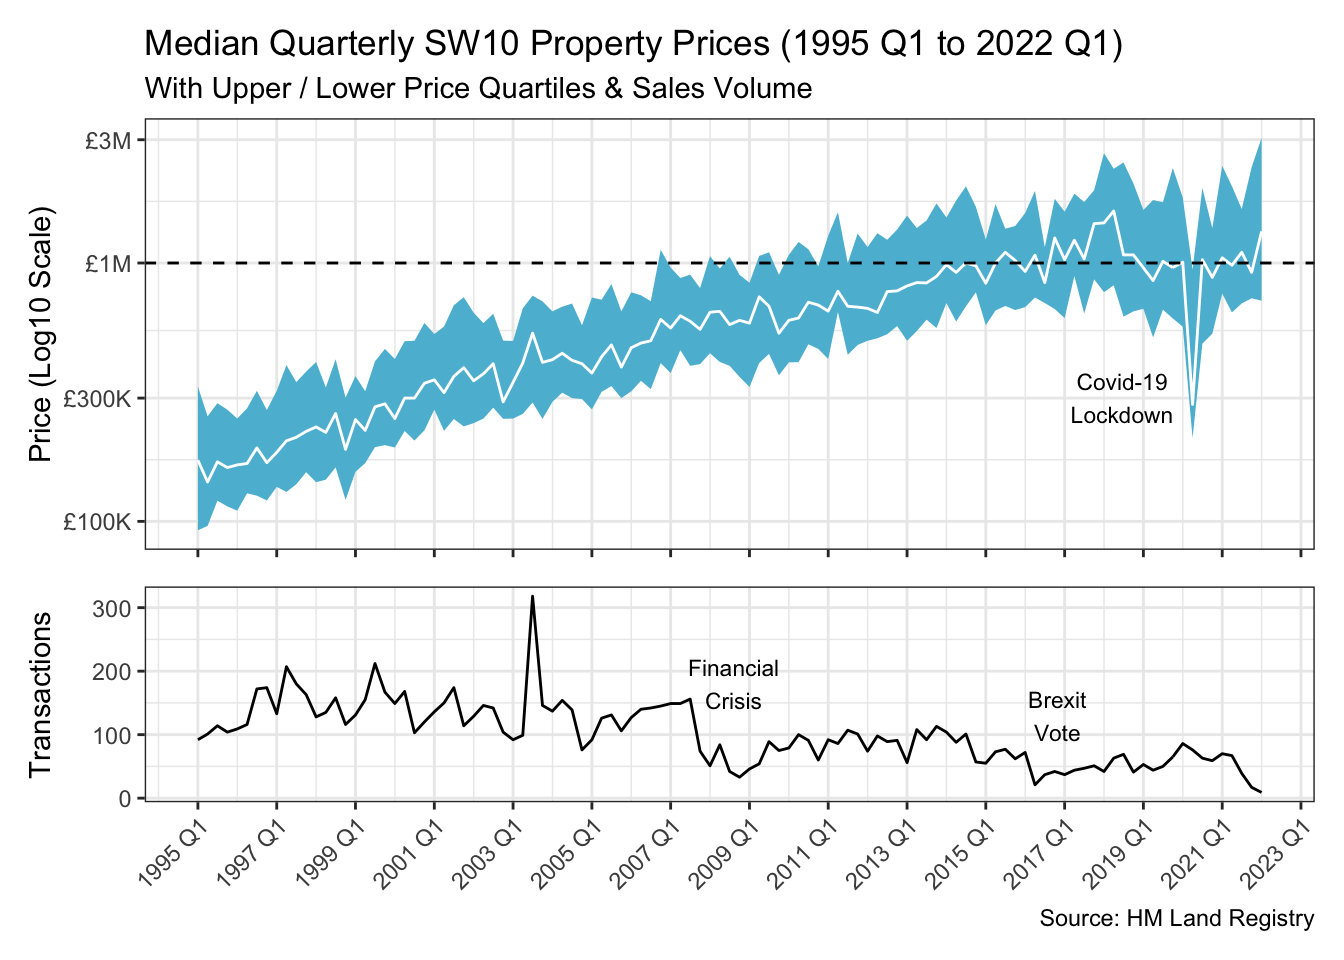 Median Quarterly SW10 Property Prices (1995 Q1 to 2022 Q1)
With Upper / Lower Price Quartiles & Sales Volume
Price (Log10 Scale)
£3M
£1M
£300K
£100K
Covid-19
Lockdown
Transactions
300
200
100
0
Financial
Crisis
Brexit
Vote
1995 Q1
1997 Q1
1999 Q1
2001 Q1
2003 Q1
2005 Q1
2007 Q1
2009 Q1
2011 Q1
2013 Q1
2015 Q1
2017 Q1
2019 Q1
2021 Q1
2023 Q1
Source: HM Land Registry